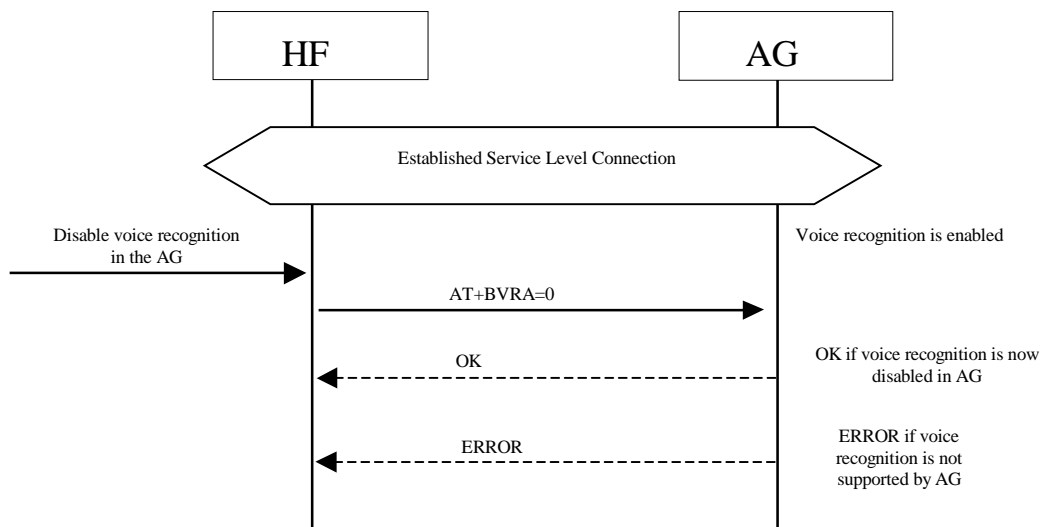 HF
AG
Established Service Level Connection
Disable voice recognition
in the AG
Voice recognition is enabled
AT+BVRA=0
OK
OK if voice recognition is now
disabled in AG
ERROR
ERROR if voice
recognition is not
supported by AG